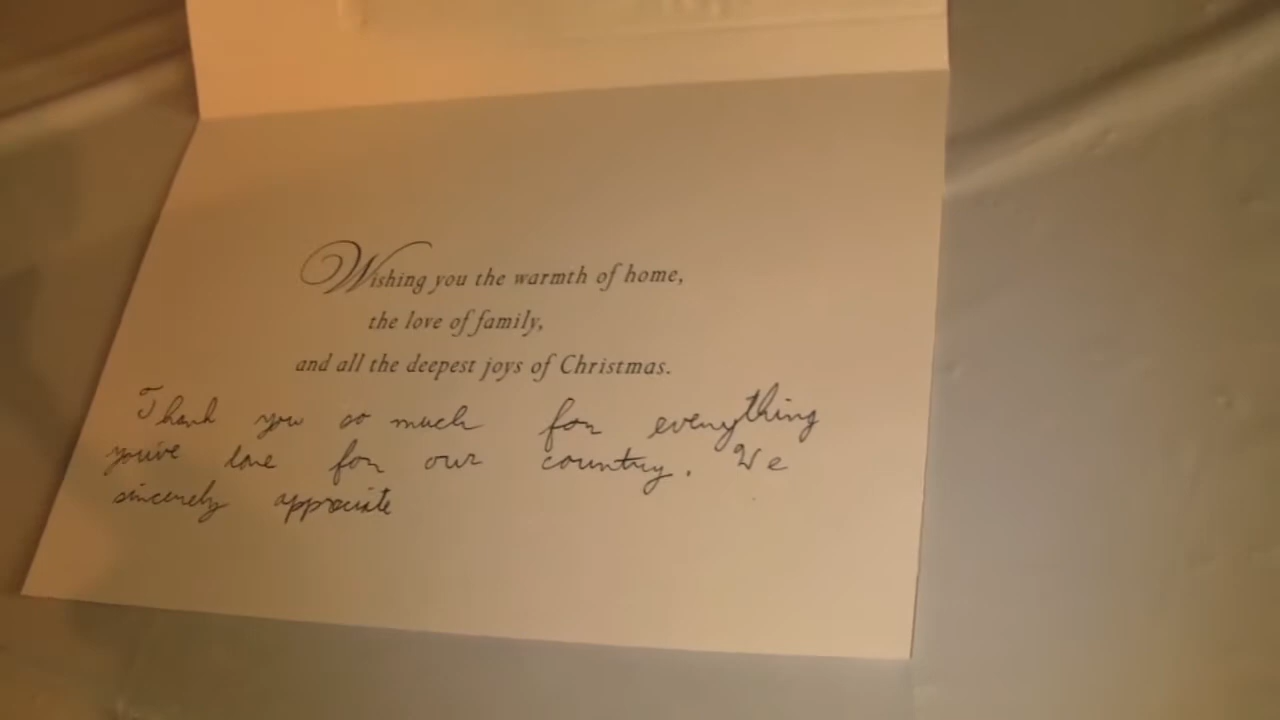 Wishing you the warmth of home,
the love of family,
and all the deepest joys of Christmas.
Thank you so much for everything
you've done for our country. We
sincerely appreciate